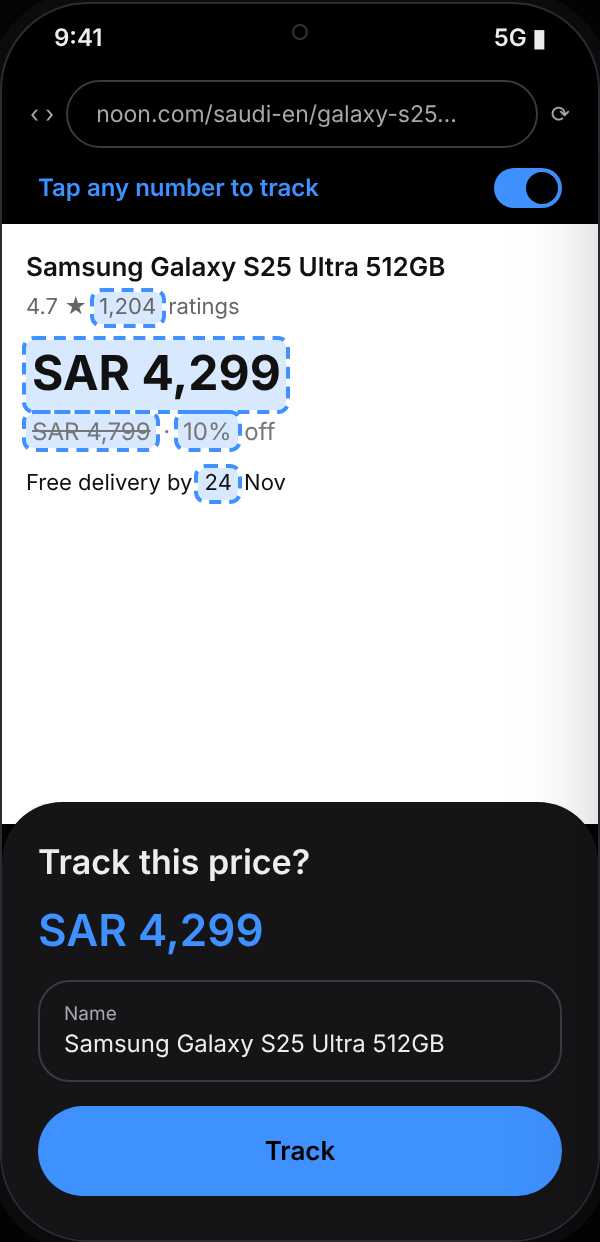 9:41
5G
noon.com/saudi-en/galaxy-s25...
Tap any number to track
Samsung Galaxy S25 Ultra 512GB
4.7 ★ 1,204 ratings
SAR 4,299
SAR 4,799 · 10% off
Free delivery by 24 Nov
Track this price?
SAR 4,299
Name
Samsung Galaxy S25 Ultra 512GB
Track